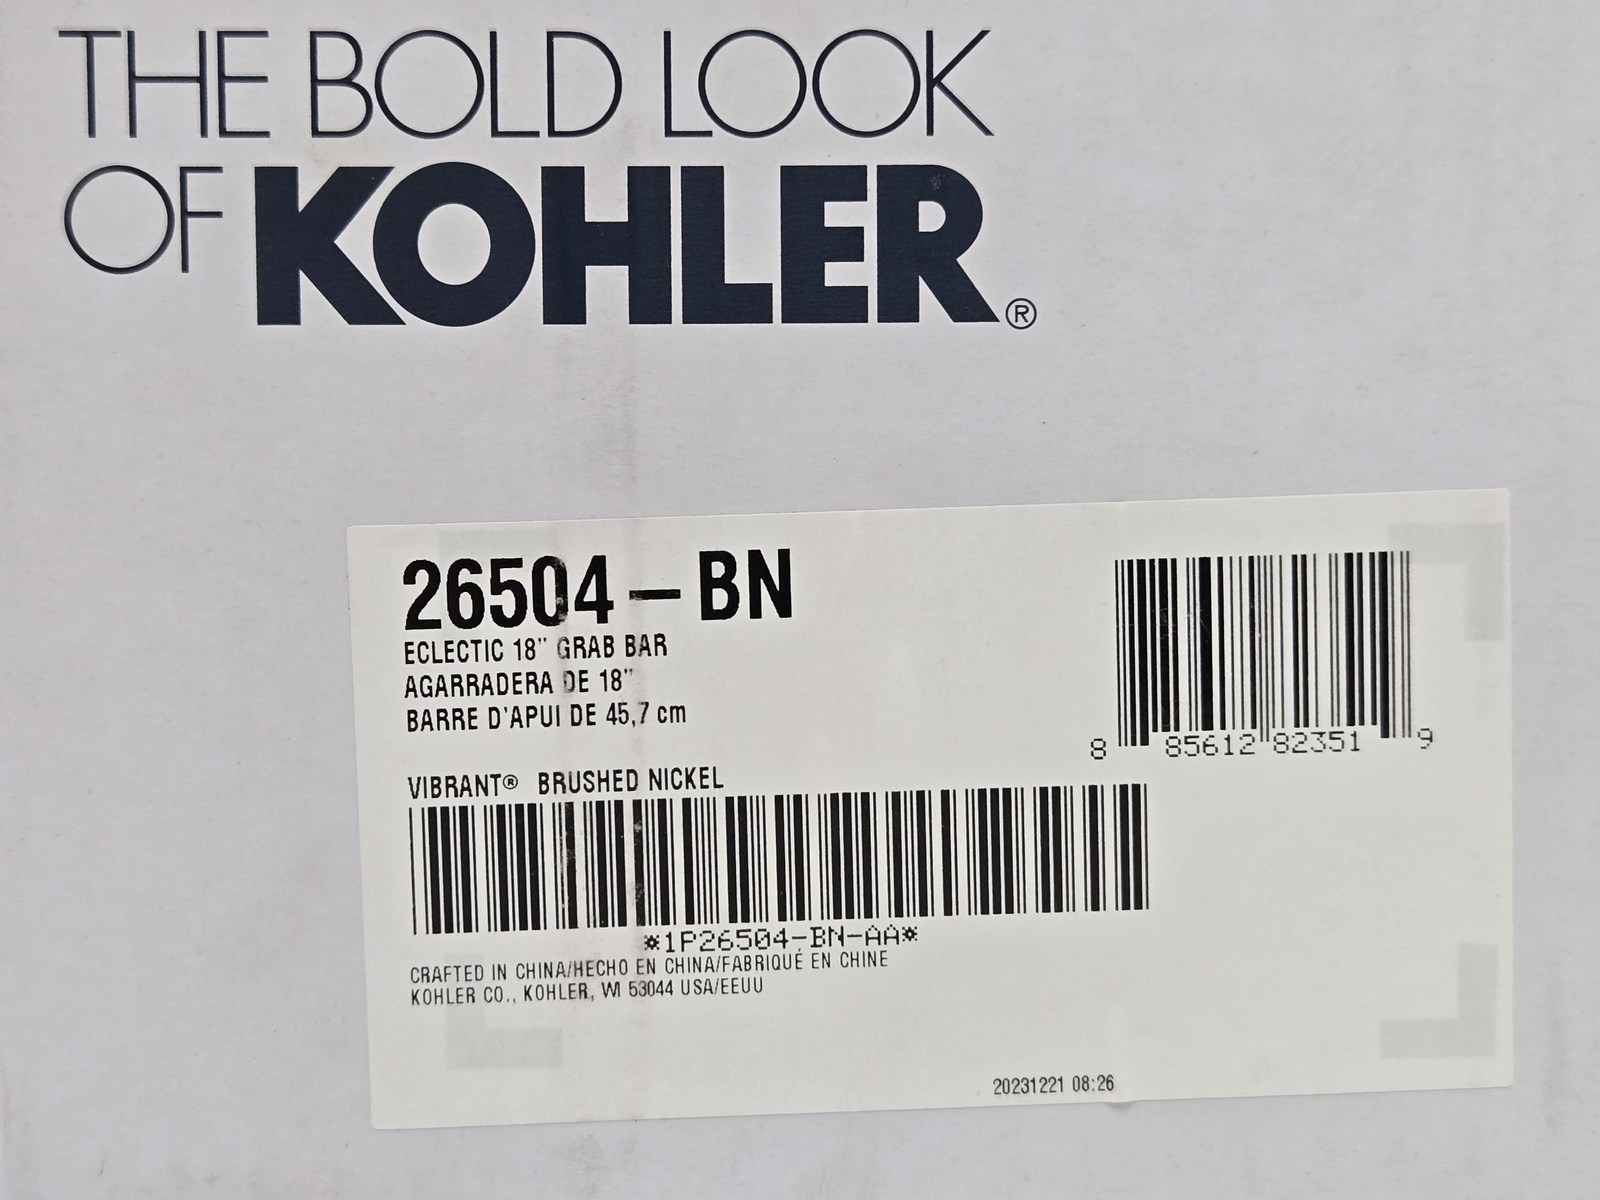 THE BOLD LOOK
OF KOHLER®
26504-BN
ECLECTIC 18" GRAB BAR
AGARRADERA DE 18"
BARRE D'APUI DE 45,7 cm
8 85612 82351 9
VIBRANT® BRUSHED NICKEL
*1P26504-BN-AA*
CRAFTED IN CHINA/HECHO EN CHINA/FABRIQUÉ EN CHINE
KOHLER CO., KOHLER, WI 53044 USA/EEUU
20231221 08:26